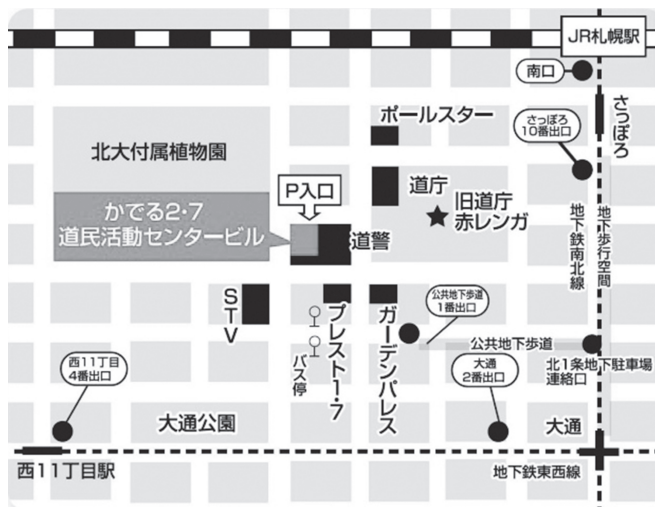 JR札幌駅
南口
さっぽろ
さっぽろ
10番出口
ポールスター
北大付属植物園
P入口
道庁
旧道庁
赤レンガ
かでる2・7
道民活動センタービル
道警
地下鉄南北線
地下歩行空間
STV
プレスト1・7
ガーデンパレス
バス停
公共地下歩道
1番出口
公共地下歩道
北1条地下駐車場
連絡口
西11丁目
4番出口
大通
2番出口
大通公園
大通
西11丁目駅
地下鉄東西線